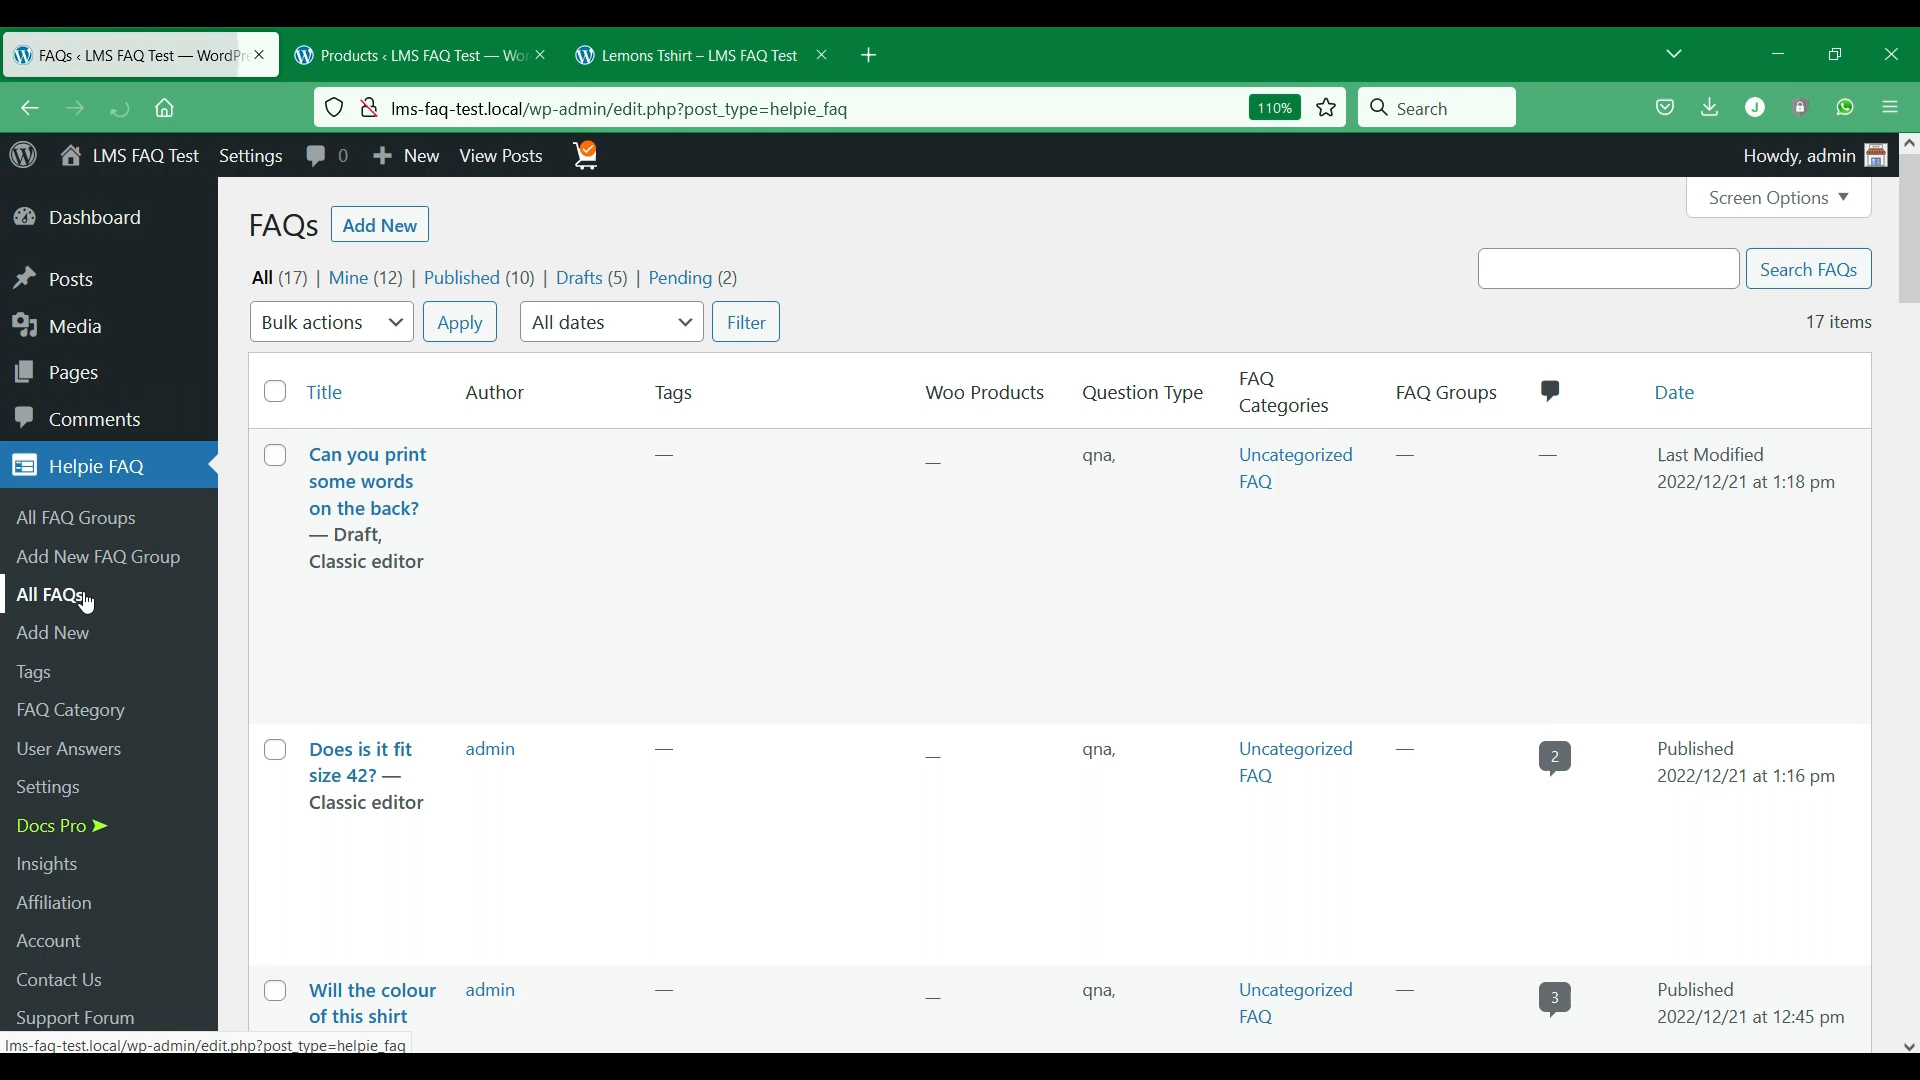 FAQs ‹ LMS FAQ Test — WordPre
Products ‹ LMS FAQ Test — Wor
Lemons Tshirt – LMS FAQ Test
lms-faq-test.local/wp-admin/edit.php?post_type=helpie_faq
110%
Search
J
LMS FAQ Test
Settings
0
New
View Posts
Howdy, admin
Dashboard
Posts
Media
Pages
Comments
Helpie FAQ
All FAQ Groups
Add New FAQ Group
All FAQs
Add New
Tags
FAQ Category
User Answers
Settings
Docs Pro ➤
Insights
Affiliation
Account
Contact Us
Support Forum
Screen Options ▼
FAQs
Add New
All (17) | Mine (12) | Published (10) | Drafts (5) | Pending (2)
Search FAQs
Bulk actions
Apply
All dates
Filter
17 items
Title
Author
Tags
Woo Products
Question Type
FAQ
Categories
FAQ Groups
Date
Can you print
some words
on the back?
— Draft,
Classic editor
—
—
qna,
Uncategorized
FAQ
—
—
Last Modified
2022/12/21 at 1:18 pm
Does is it fit
size 42? —
Classic editor
admin
—
—
qna,
Uncategorized
FAQ
—
2
Published
2022/12/21 at 1:16 pm
Will the colour
of this shirt
admin
—
—
qna,
Uncategorized
FAQ
—
3
Published
2022/12/21 at 12:45 pm
lms-faq-test.local/wp-admin/edit.php?post_type=helpie_faq